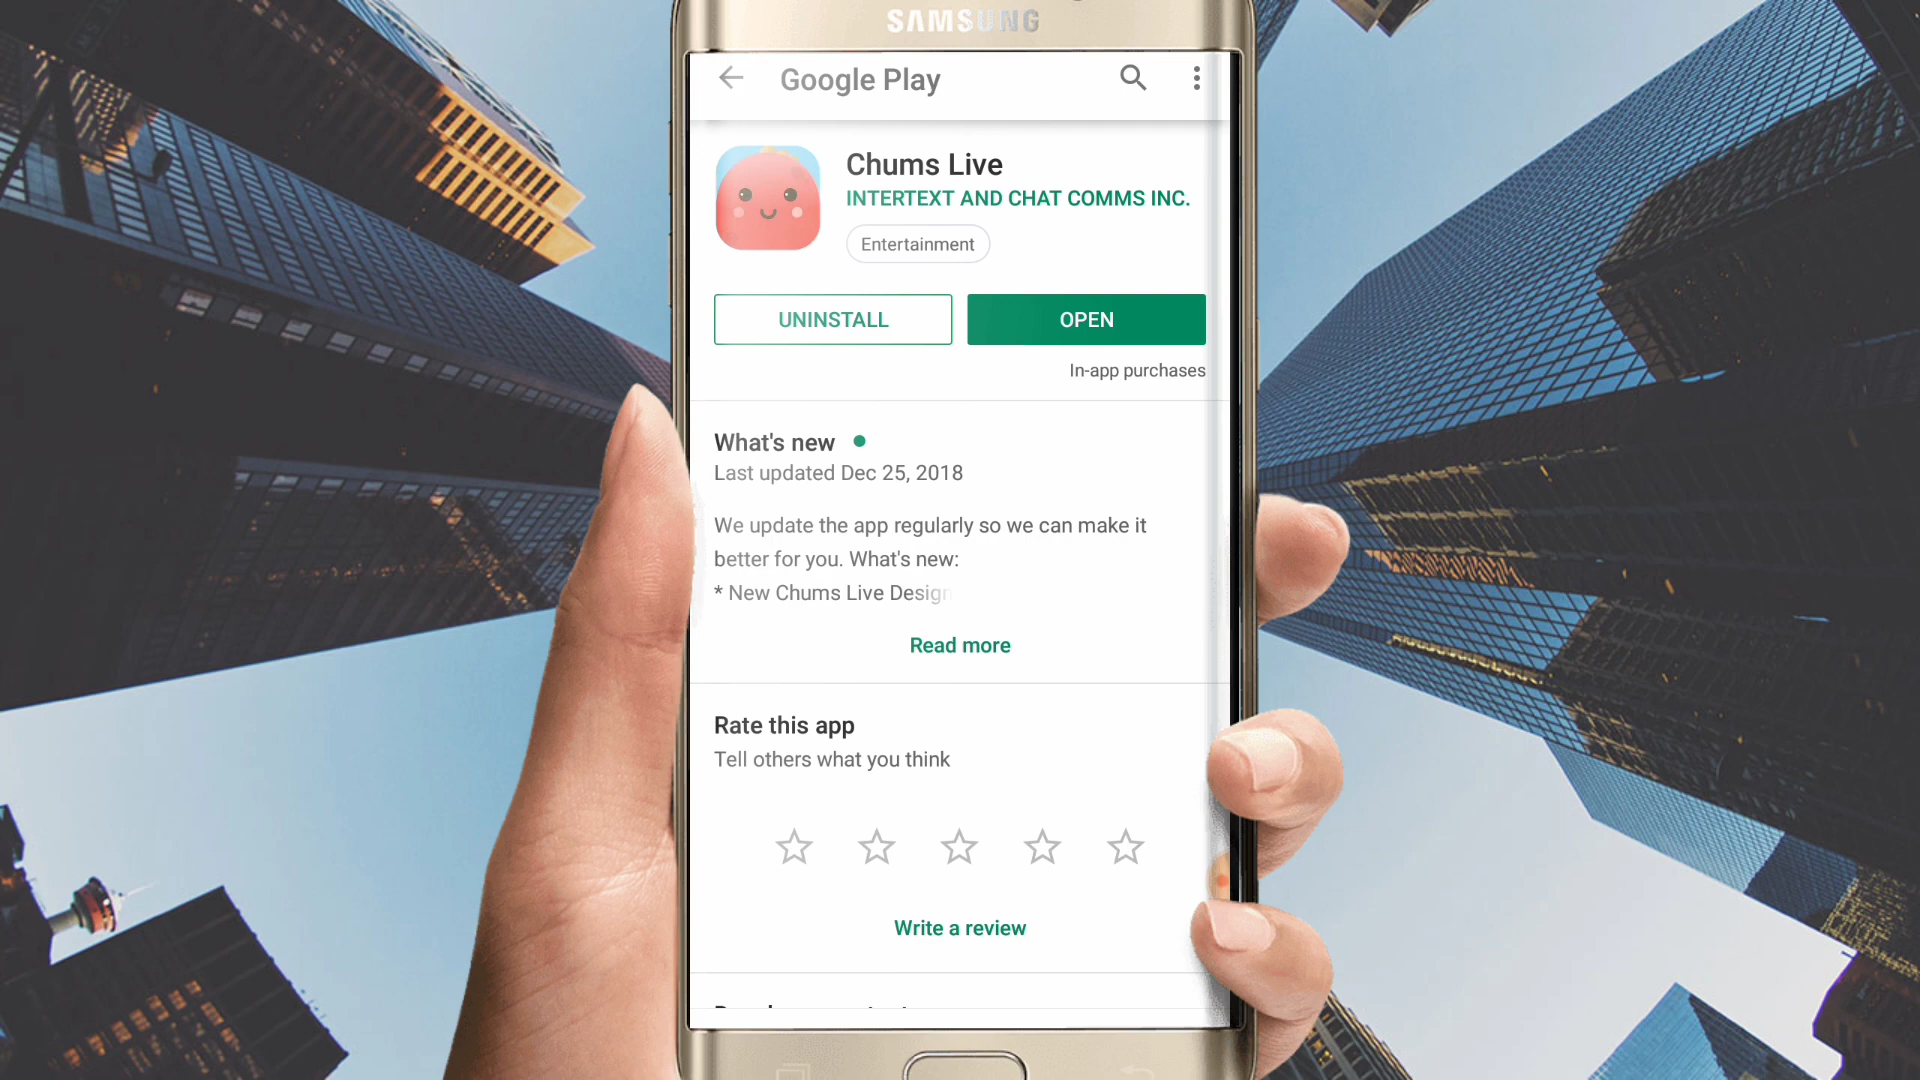 SAMSUNG
Google Play
Chums Live
INTERTEXT AND CHAT COMMS INC.
Entertainment
UNINSTALL
OPEN
In-app purchases
What's new
Last updated Dec 25, 2018
We update the app regularly so we can make it
better for you. What's new:
* New Chums Live Design
Read more
Rate this app
Tell others what you think
Write a review